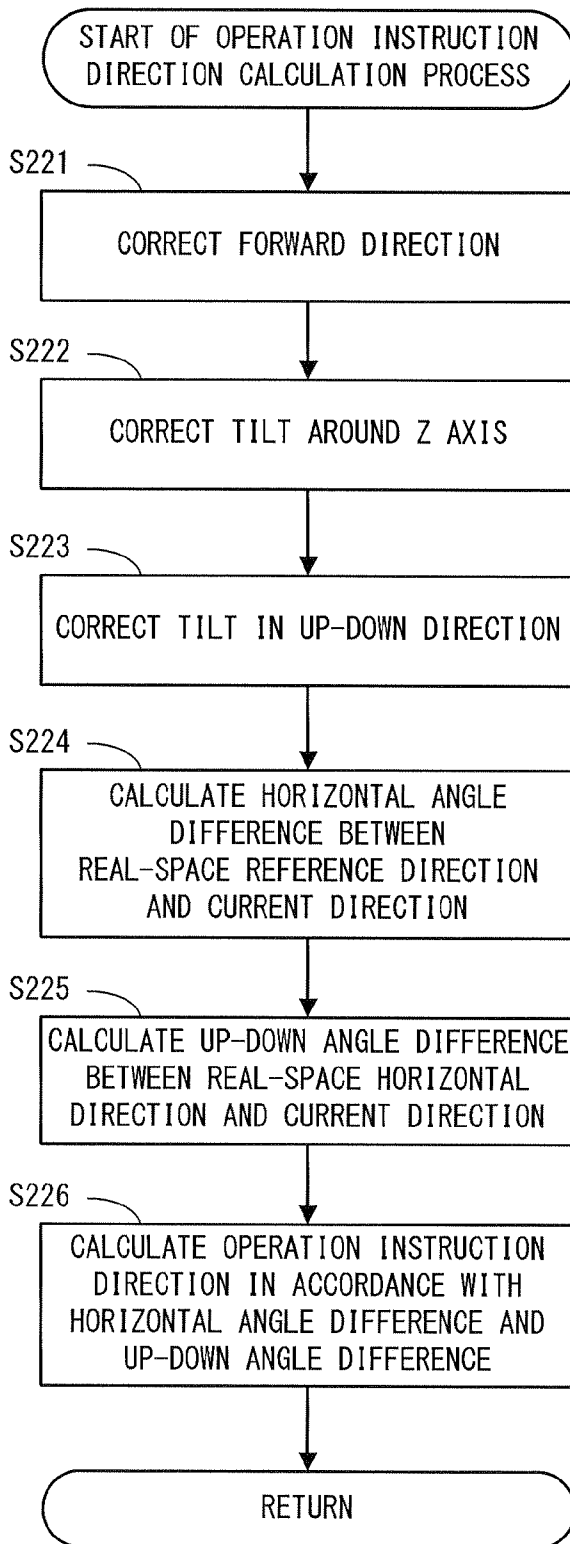 START OF OPERATION INSTRUCTION
DIRECTION CALCULATION PROCESS
S221
CORRECT FORWARD DIRECTION
S222
CORRECT TILT AROUND Z AXIS
S223
CORRECT TILT IN UP-DOWN DIRECTION
S224
CALCULATE HORIZONTAL ANGLE
DIFFERENCE BETWEEN
REAL-SPACE REFERENCE DIRECTION
AND CURRENT DIRECTION
S225
CALCULATE UP-DOWN ANGLE DIFFERENCE
BETWEEN REAL-SPACE HORIZONTAL
DIRECTION AND CURRENT DIRECTION
S226
CALCULATE OPERATION INSTRUCTION
DIRECTION IN ACCORDANCE WITH
HORIZONTAL ANGLE DIFFERENCE AND
UP-DOWN ANGLE DIFFERENCE
RETURN